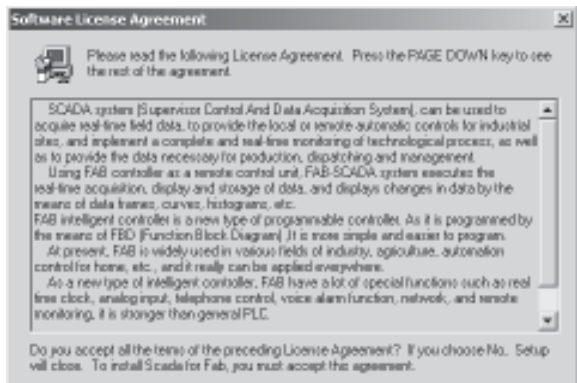 Software License Agreement
Please read the following License Agreement. Press the PAGE DOWN key to see
the rest of the agreement.
SCADA system (Supervisor Control And Data Acquisition System(, can be used to
acquire real-time field data, to provide the local or remote automatic controls for industrial
sites, and implement a complete and real-time monitoring of technological process, as well
as to provide the data necessary for production, dispatching and management.
Using FAB controller as a remote control unit, FAB-SCADA system executes the
real-time acquisition, display and storage of data, and displays changes in data by the
means of data frames, curves, histograms, etc.
FAB intelligent controller is a new type of programmable controller. As it is programmed by
the means of FBD (Function Block Diagram( ,It is more simple and easier to program.
At present, FAB is widely used in various fields of industry, agriculture, automation
control for home, etc., and it really can be applied everywhere.
As a new type of intelligent controller, FAB have a lot of special functions such as real
time clock, analog input, telephone control, voice alarm function, network, and remote
monitoring, it is stronger than general PLC.
Do you accept all the terms of the preceding License Agreement? If you choose No, Setup
will close. To install Scada for Fab, you must accept this agreement.